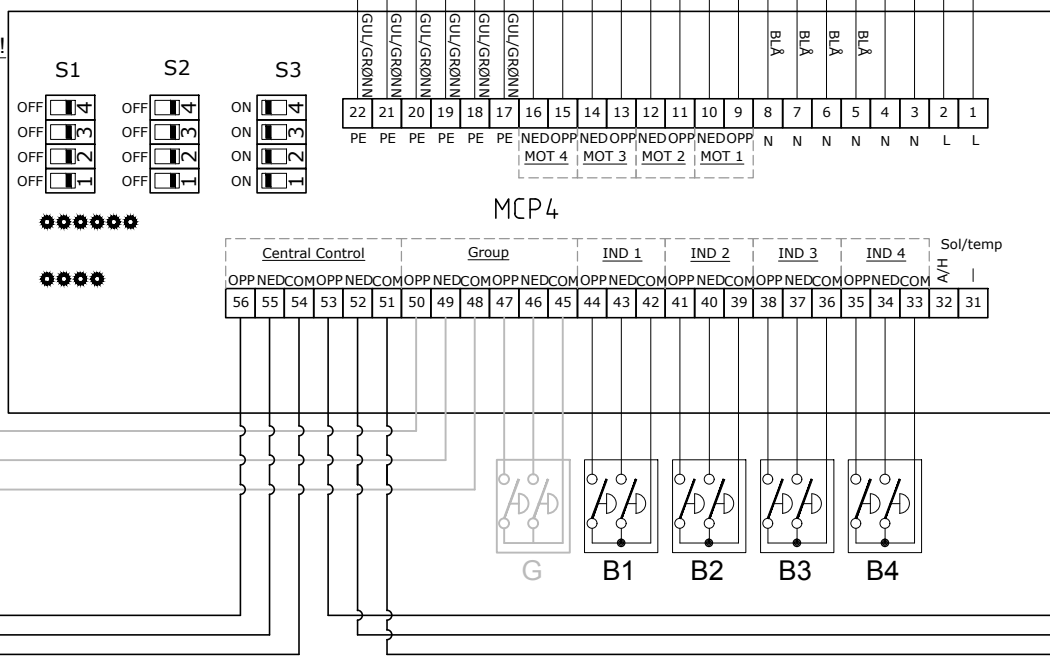 GUL/GRØNN GUL/GRØNN GUL/GRØNN GUL/GRØNN GUL/GRØNN GUL/GRØNN BLÅ BLÅ BLÅ BLÅ
!
S1 S2 S3
OFF 4 OFF 4 ON 4
OFF 3 OFF 3 ON 3
OFF 2 OFF 2 ON 2
OFF 1 OFF 1 ON 1
22 21 20 19 18 17 16 15 14 13 12 11 10 9 8 7 6 5 4 3 2 1
PE PE PE PE PE PE NED OPP NED OPP NED OPP NED OPP N N N N N N L L
MOT 4 MOT 3 MOT 2 MOT 1
MCP4
Central Control Group IND 1 IND 2 IND 3 IND 4 Sol/temp
OPP NED COM OPP NED COM OPP NED COM OPP NED COM OPP NED COM OPP NED COM OPP NED COM OPP NED COM A/H —
56 55 54 53 52 51 50 49 48 47 46 45 44 43 42 41 40 39 38 37 36 35 34 33 32 31
G B1 B2 B3 B4